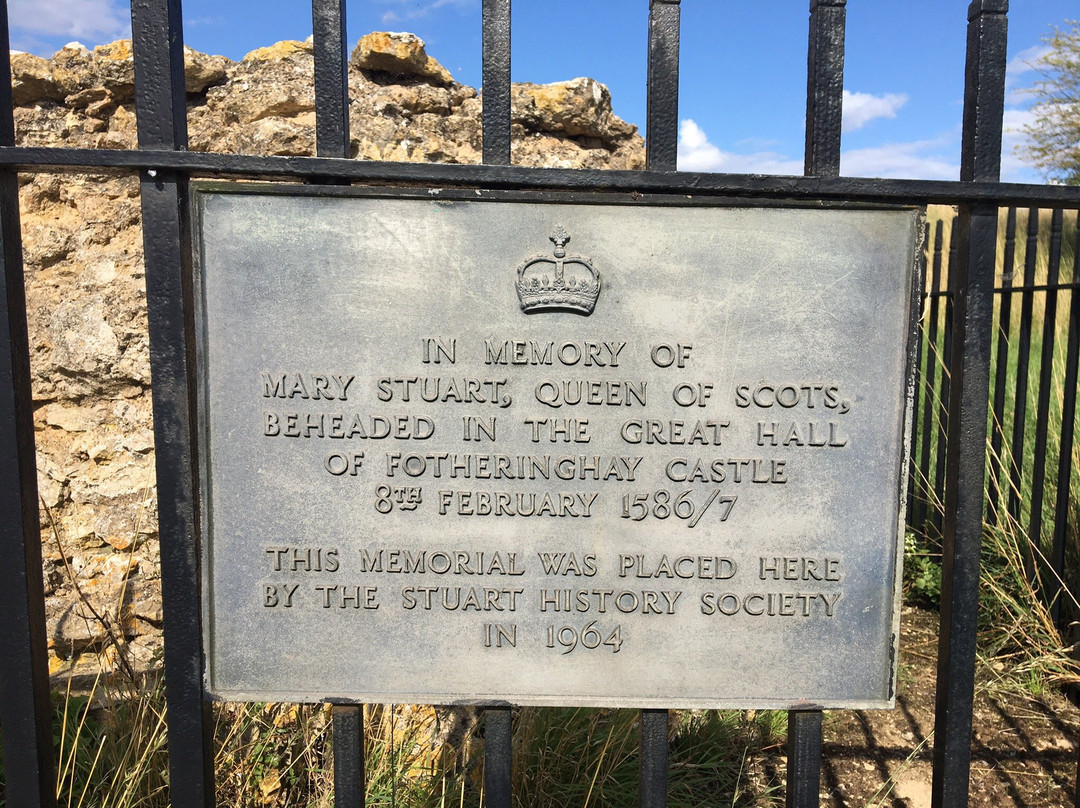 IN MEMORY OF
MARY STUART, QUEEN OF SCOTS,
BEHEADED IN THE GREAT HALL
OF FOTHERINGHAY CASTLE
8TH FEBRUARY 1586/7
THIS MEMORIAL WAS PLACED HERE
BY THE STUART HISTORY SOCIETY
IN 1964